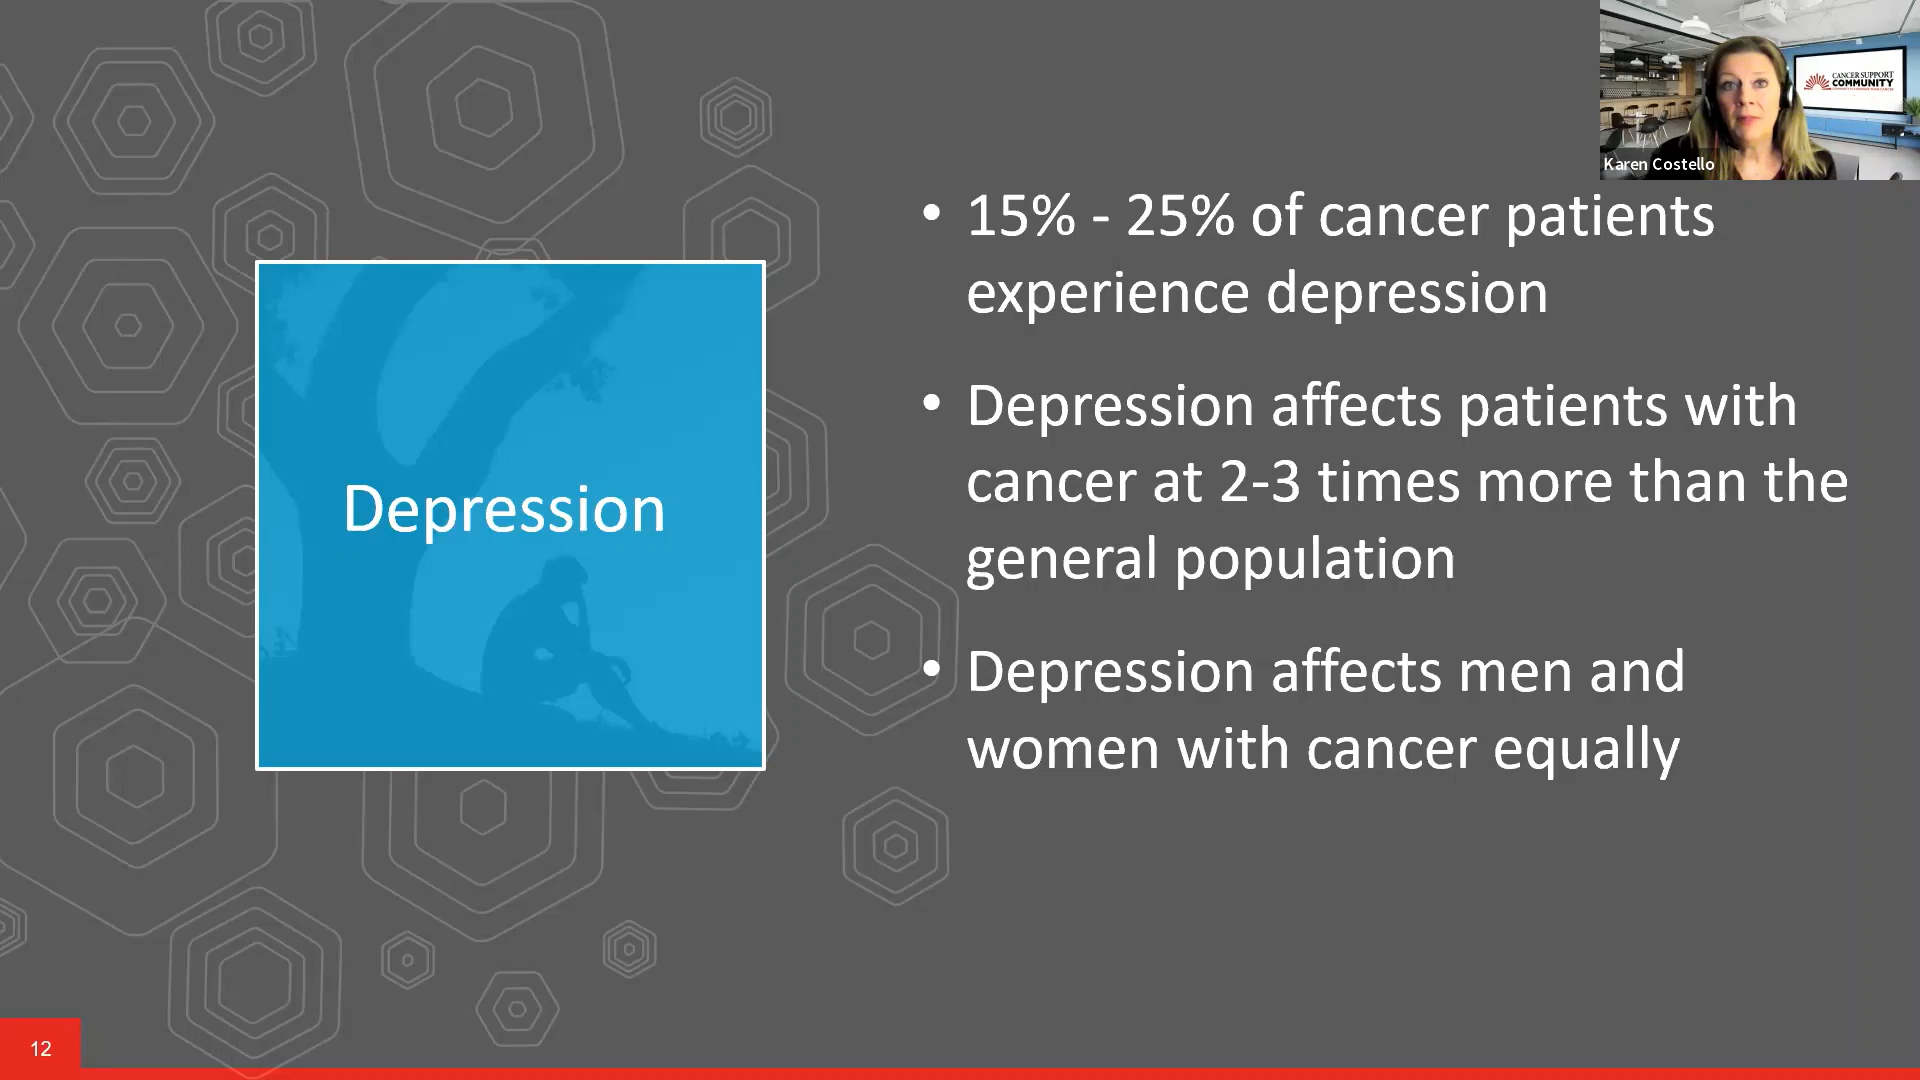 CANCER SUPPORT
COMMUNITY
Karen Costello
• 15% - 25% of cancer patients
experience depression
• Depression affects patients with
cancer at 2-3 times more than the
general population
• Depression affects men and
women with cancer equally
Depression
12